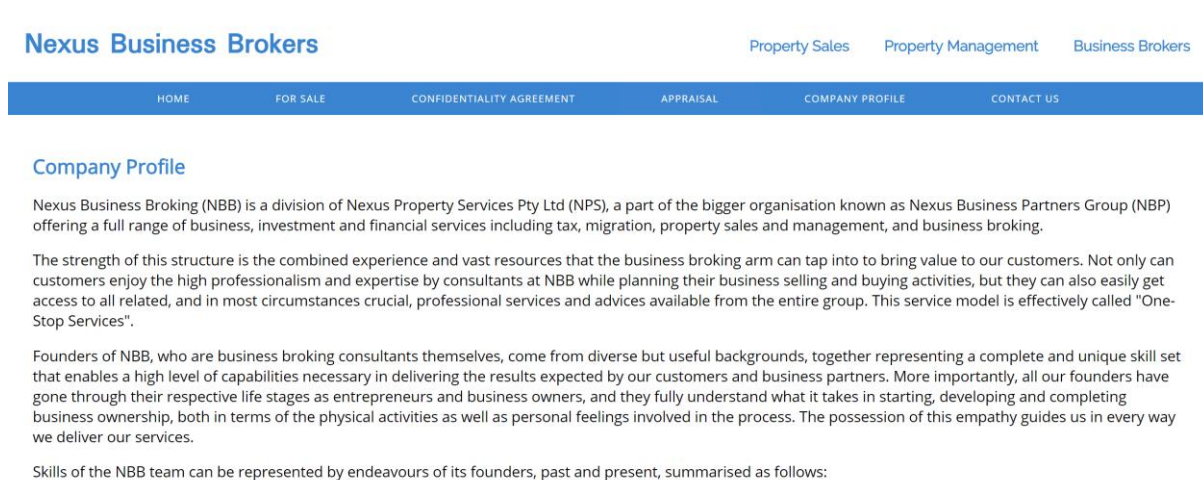 Nexus Business Brokers
Property Sales Property Management Business Brokers
HOME FOR SALE CONFIDENTIALITY AGREEMENT APPRAISAL COMPANY PROFILE CONTACT US
Company Profile
Nexus Business Broking (NBB) is a division of Nexus Property Services Pty Ltd (NPS), a part of the bigger organisation known as Nexus Business Partners Group (NBP)
offering a full range of business, investment and financial services including tax, migration, property sales and management, and business broking.
The strength of this structure is the combined experience and vast resources that the business broking arm can tap into to bring value to our customers. Not only can
customers enjoy the high professionalism and expertise by consultants at NBB while planning their business selling and buying activities, but they can also easily get
access to all related, and in most circumstances crucial, professional services and advices available from the entire group. This service model is effectively called "One-
Stop Services".
Founders of NBB, who are business broking consultants themselves, come from diverse but useful backgrounds, together representing a complete and unique skill set
that enables a high level of capabilities necessary in delivering the results expected by our customers and business partners. More importantly, all our founders have
gone through their respective life stages as entrepreneurs and business owners, and they fully understand what it takes in starting, developing and completing
business ownership, both in terms of the physical activities as well as personal feelings involved in the process. The possession of this empathy guides us in every way
we deliver our services.
Skills of the NBB team can be represented by endeavours of its founders, past and present, summarised as follows: